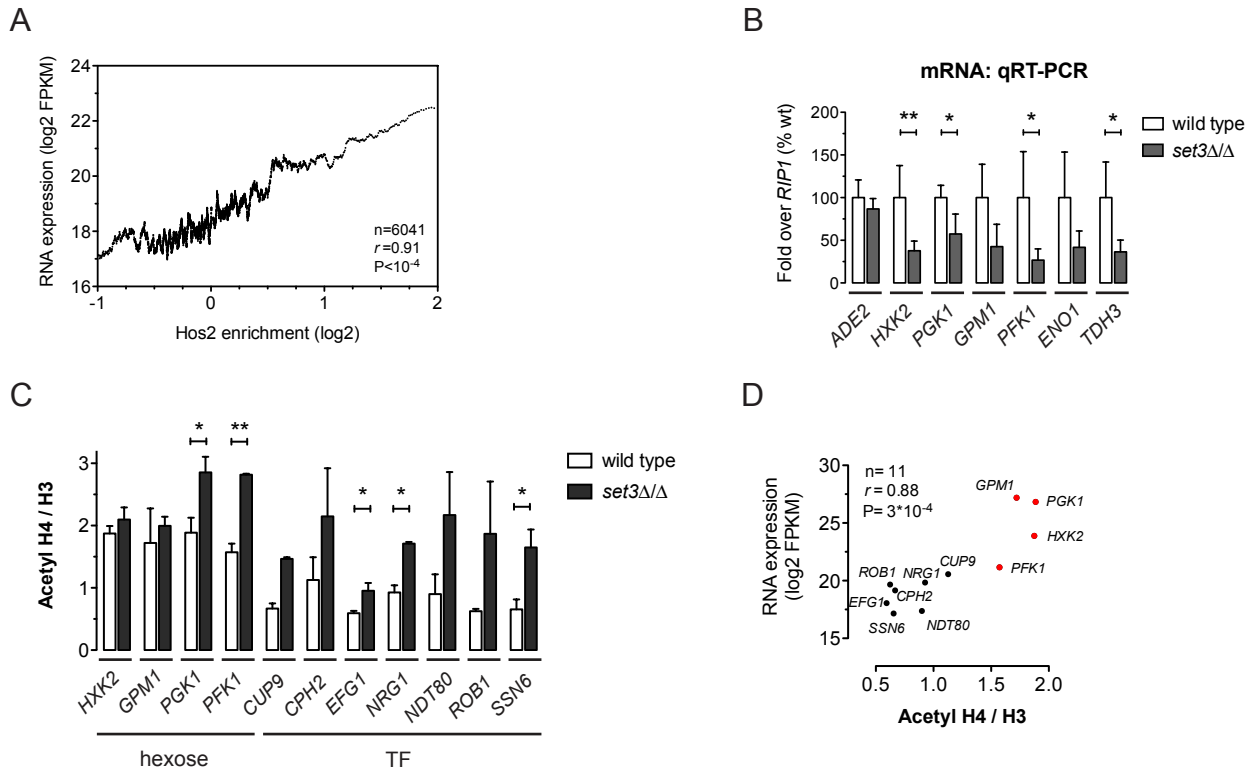 A
RNA expression (log2 FPKM)
24
22
20
18
16
-1
0
1
2
Hos2 enrichment (log2)
n=6041
r=0.91
P<10-4
B
mRNA: qRT-PCR
Fold over RIP1 (% wt)
200
150
100
50
0
** * * *
wild type
set3Δ/Δ
ADE2
HXK2
PGK1
GPM1
PFK1
ENO1
TDH3
C
Acetyl H4 / H3
3
2
1
0
* ** * * *
wild type
set3Δ/Δ
HXK2
GPM1
PGK1
PFK1
CUP9
CPH2
EFG1
NRG1
NDT80
ROB1
SSN6
hexose
TF
D
RNA expression
(log2 FPKM)
30
25
20
15
n= 11
r = 0.88
P= 3*10-4
GPM1
PGK1
HXK2
PFK1
CUP9
ROB1
NRG1
CPH2
EFG1
SSN6
NDT80
0.5
1.0
1.5
2.0
Acetyl H4 / H3